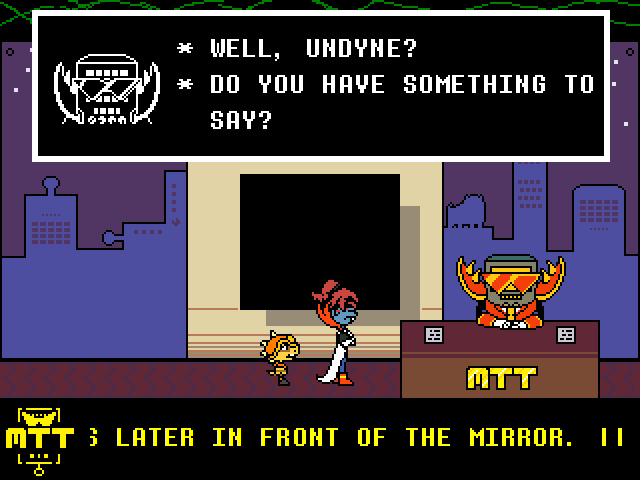 * WELL, UNDYNE?
* DO YOU HAVE SOMETHING TO
SAY?
MTT
MTT
LATER IN FRONT OF THE MIRROR. ||